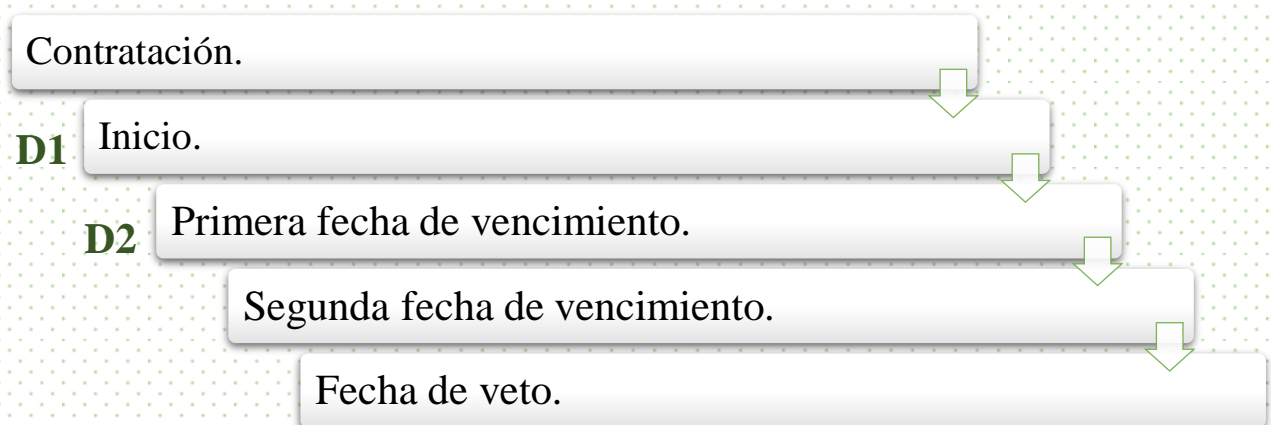 Contratación.
D1 Inicio.
D2 Primera fecha de vencimiento.
Segunda fecha de vencimiento.
Fecha de veto.